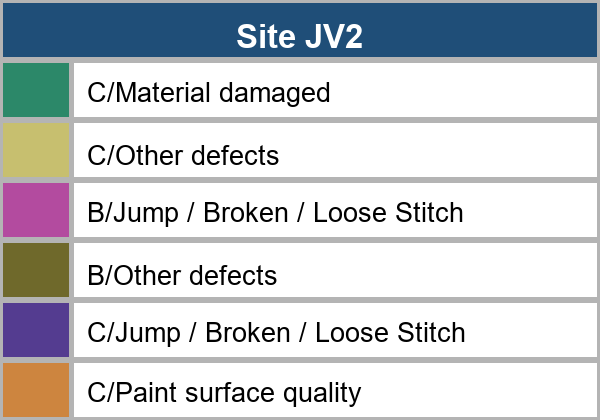 Site JV2
C/Material damaged
C/Other defects
B/Jump / Broken / Loose Stitch
B/Other defects
C/Jump / Broken / Loose Stitch
C/Paint surface quality